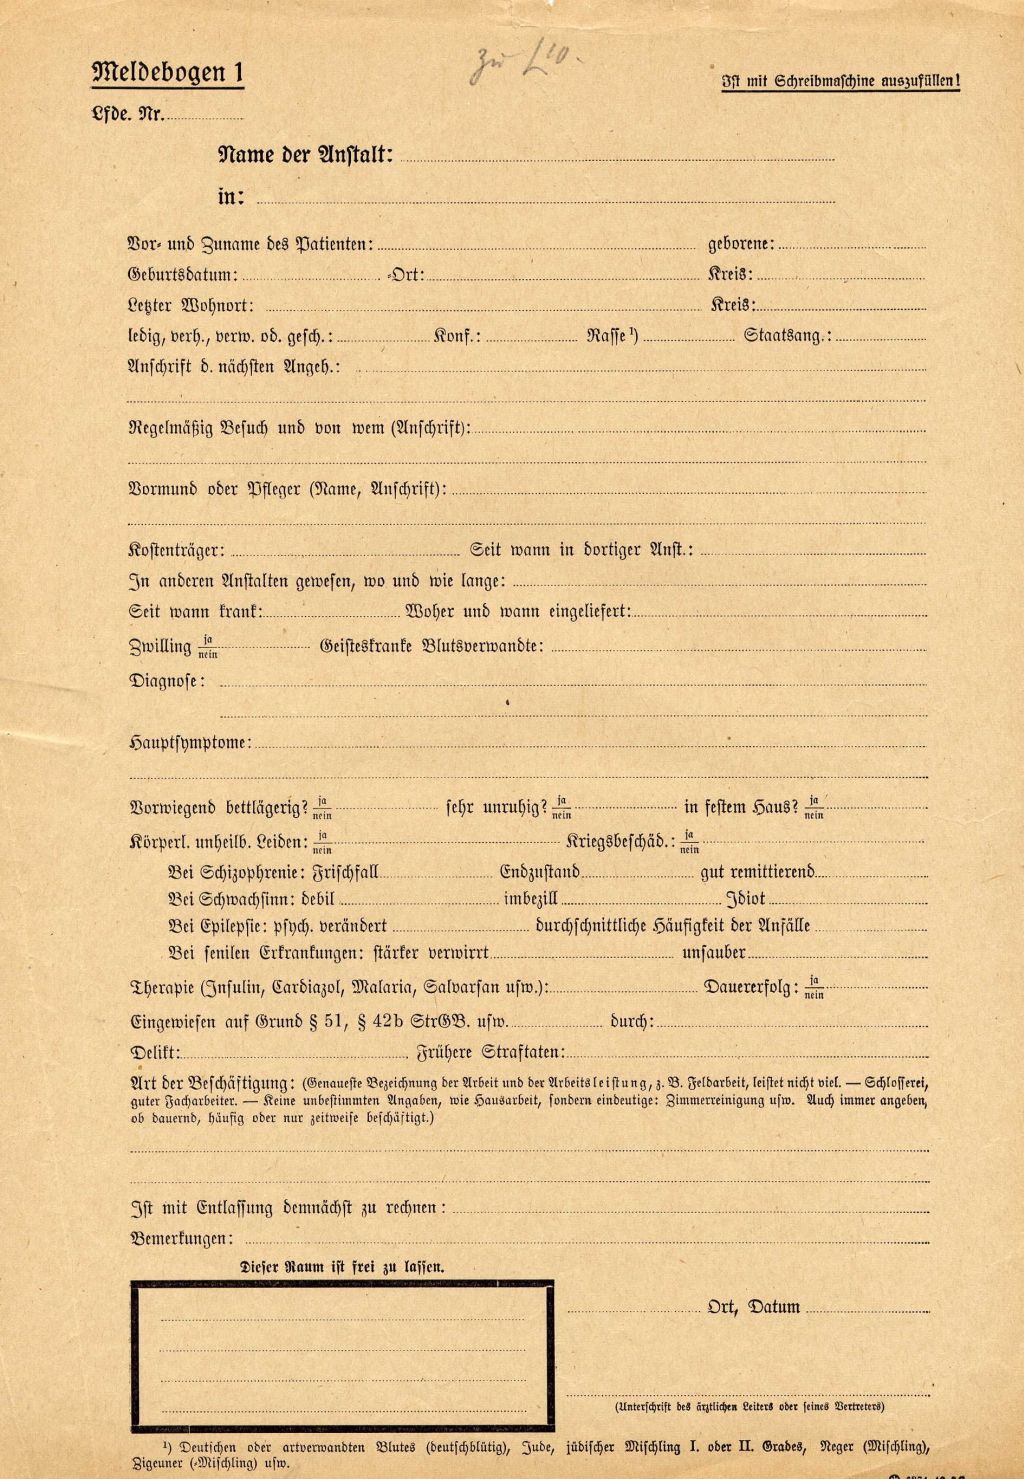 zu
Meldebogen 1
Ist mit Schreibmaschine auszufüllen!
Lfde. Nr.
Name der Anstalt:
in:
Vor- und Zuname des Patienten: geborene:
Geburtsdatum: -Ort: Kreis:
Letzter Wohnort: Kreis:
ledig, verh., verw. od. gesch.: Konf.: Rasse ¹) Staatsang.:
Anschrift d. nächsten Angeh.:
Regelmäßig Besuch und von wem (Anschrift):
Vormund oder Pfleger (Name, Anschrift):
Kostenträger: Seit wann in dortiger Anst.:
In anderen Anstalten gewesen, wo und wie lange:
Seit wann krank: Woher und wann eingeliefert:
Zwilling ja/nein Geisteskranke Blutsverwandte:
Diagnose:
Hauptsymptome:
Vorwiegend bettlägerig? ja/nein sehr unruhig? ja/nein in festem Haus? ja/nein
Körperl. unheilb. Leiden: ja/nein Kriegsbeschäd.: ja/nein
Bei Schizophrenie: Frischfall Endzustand gut remittierend
Bei Schwachsinn: debil imbezill Idiot
Bei Epilepsie: psych. verändert durchschnittliche Häufigkeit der Anfälle
Bei senilen Erkrankungen: stärker verwirrt unsauber
Therapie (Insulin, Cardiazol, Malaria, Salvarsan usw.): Dauererfolg: ja/nein
Eingewiesen auf Grund § 51, § 42b StrGB. usw. durch:
Delikt: Frühere Straftaten:
Art der Beschäftigung: (Genaueste Bezeichnung der Arbeit und der Arbeitsleistung, z. B. Feldarbeit, leistet nicht viel. — Schlosserei,
guter Facharbeiter. — Keine unbestimmten Angaben, wie Hausarbeit, sondern eindeutige: Zimmerreinigung usw. Auch immer angeben,
ob dauernd, häufig oder nur zeitweise beschäftigt.)
Ist mit Entlassung demnächst zu rechnen:
Bemerkungen:
Dieser Raum ist frei zu lassen.
Ort, Datum
(Unterschrift des ärztlichen Leiters oder seines Vertreters)
¹) Deutschen oder artverwandten Blutes (deutschblütig), Jude, jüdischer Mischling I. oder II. Grades, Neger (Mischling),
Zigeuner (-Mischling) usw.